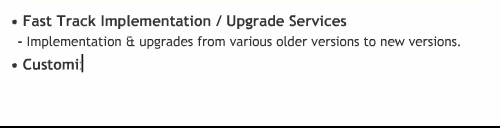 • Fast Track Implementation / Upgrade Services
- Implementation & upgrades from various older versions to new versions.
• Customi